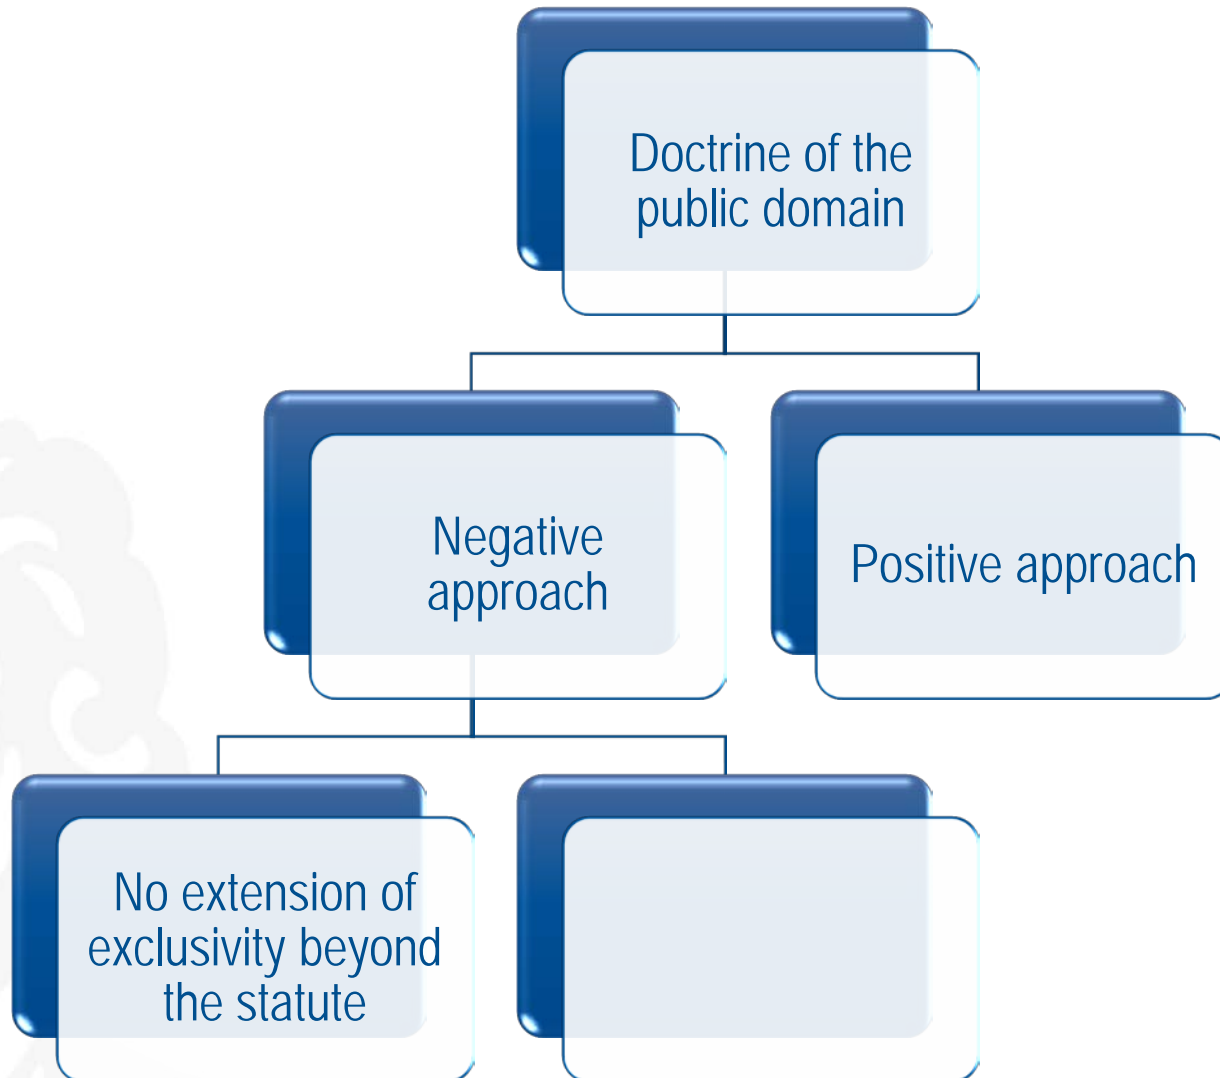 Doctrine of the
public domain
Negative
approach
Positive approach
No extension of
exclusivity beyond
the statute